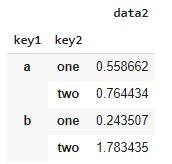 data2
key1 key2
a one 0.558662
two 0.764434
b one 0.243507
two 1.783435